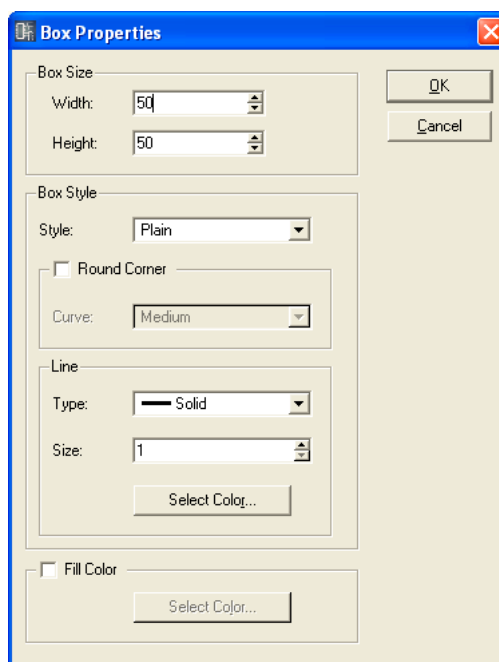 Box Properties
Box Size
Width: 50
OK
Height: 50
Cancel
Box Style
Style: Plain
Round Corner
Curve: Medium
Line
Type: Solid
Size: 1
Select Color...
Fill Color
Select Color...